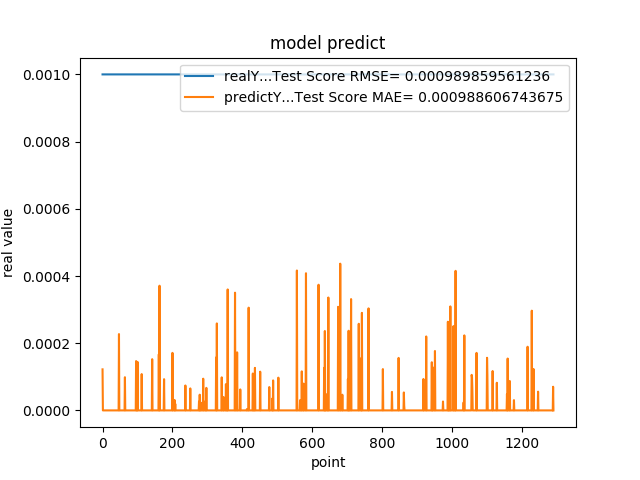 model predict
realY...Test Score RMSE= 0.000989859561236
predictY...Test Score MAE= 0.000988606743675
0.0010
0.0008
0.0006
0.0004
0.0002
0.0000
real value
0 200 400 600 800 1000 1200
point